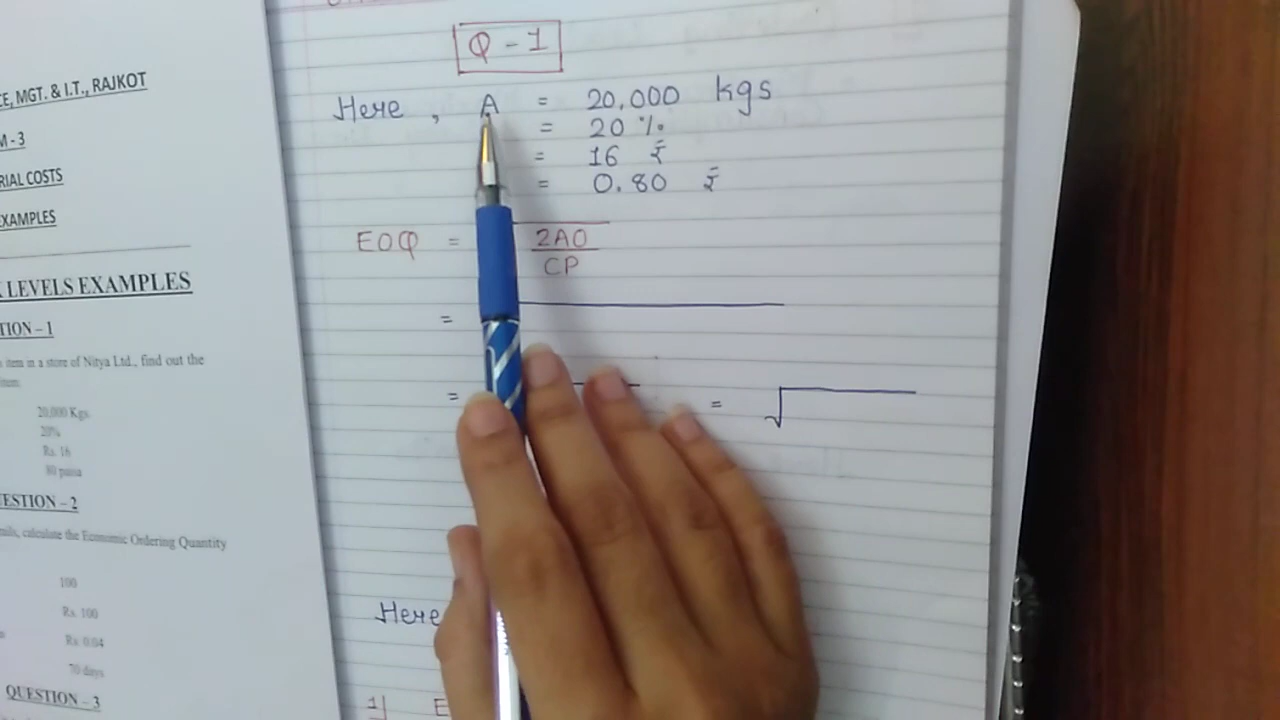 CE, MGT. & I.T., RAJKOT
M - 3
RIAL COSTS
EXAMPLES
LEVELS EXAMPLES
TION – 1
item in a store of Nitya Ltd., find out the
20,000 Kgs.
20%
Rs. 16
80 paisa
ESTION – 2
calculate the Economic Ordering Quantity
100
Rs. 100
Rs. 0.04
70 days
QUESTION – 3
Q - 1
Here, A = 20,000 kgs
= 20 %
= 16 ₹
= 0.80 ₹
EOQ = 2AO
CP
=
= = √
Here
1) E